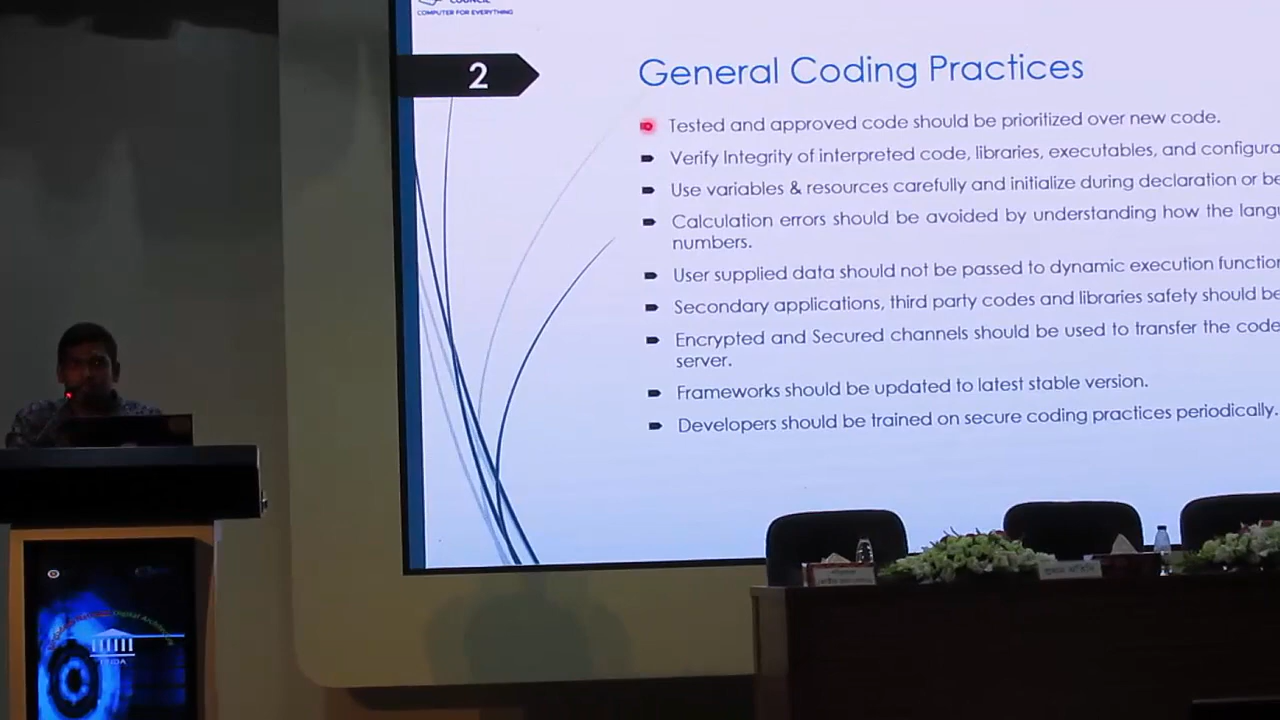 COMPUTER FOR EVERYTHING
2
General Coding Practices
Tested and approved code should be prioritized over new code.
Verify Integrity of interpreted code, libraries, executables, and configura
Use variables & resources carefully and initialize during declaration or be
Calculation errors should be avoided by understanding how the langu
numbers.
User supplied data should not be passed to dynamic execution function
Secondary applications, third party codes and libraries safety should be
Encrypted and Secured channels should be used to transfer the code
server.
Frameworks should be updated to latest stable version.
Developers should be trained on secure coding practices periodically.
প্রধান অতিথি
Digital Architecture